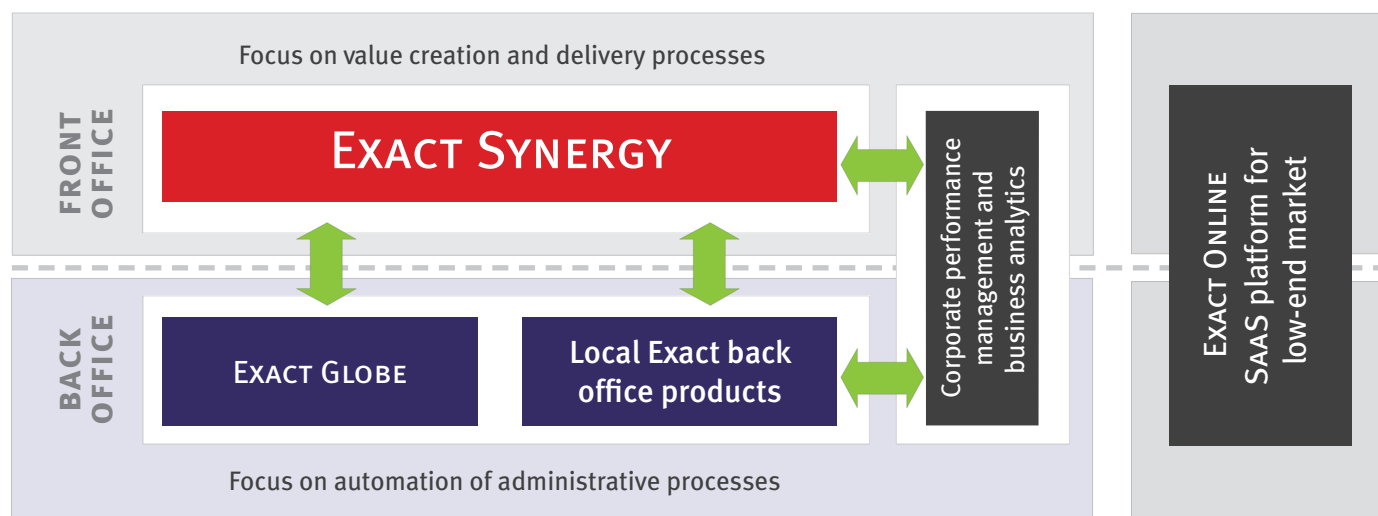 Focus on value creation and delivery processes
FRONT
OFFICE
EXACT SYNERGY
Corporate performance
management and
business analytics
EXACT ONLINE
SAAS platform for
low-end market
BACK
OFFICE
EXACT GLOBE
Local Exact back
office products
Focus on automation of administrative processes